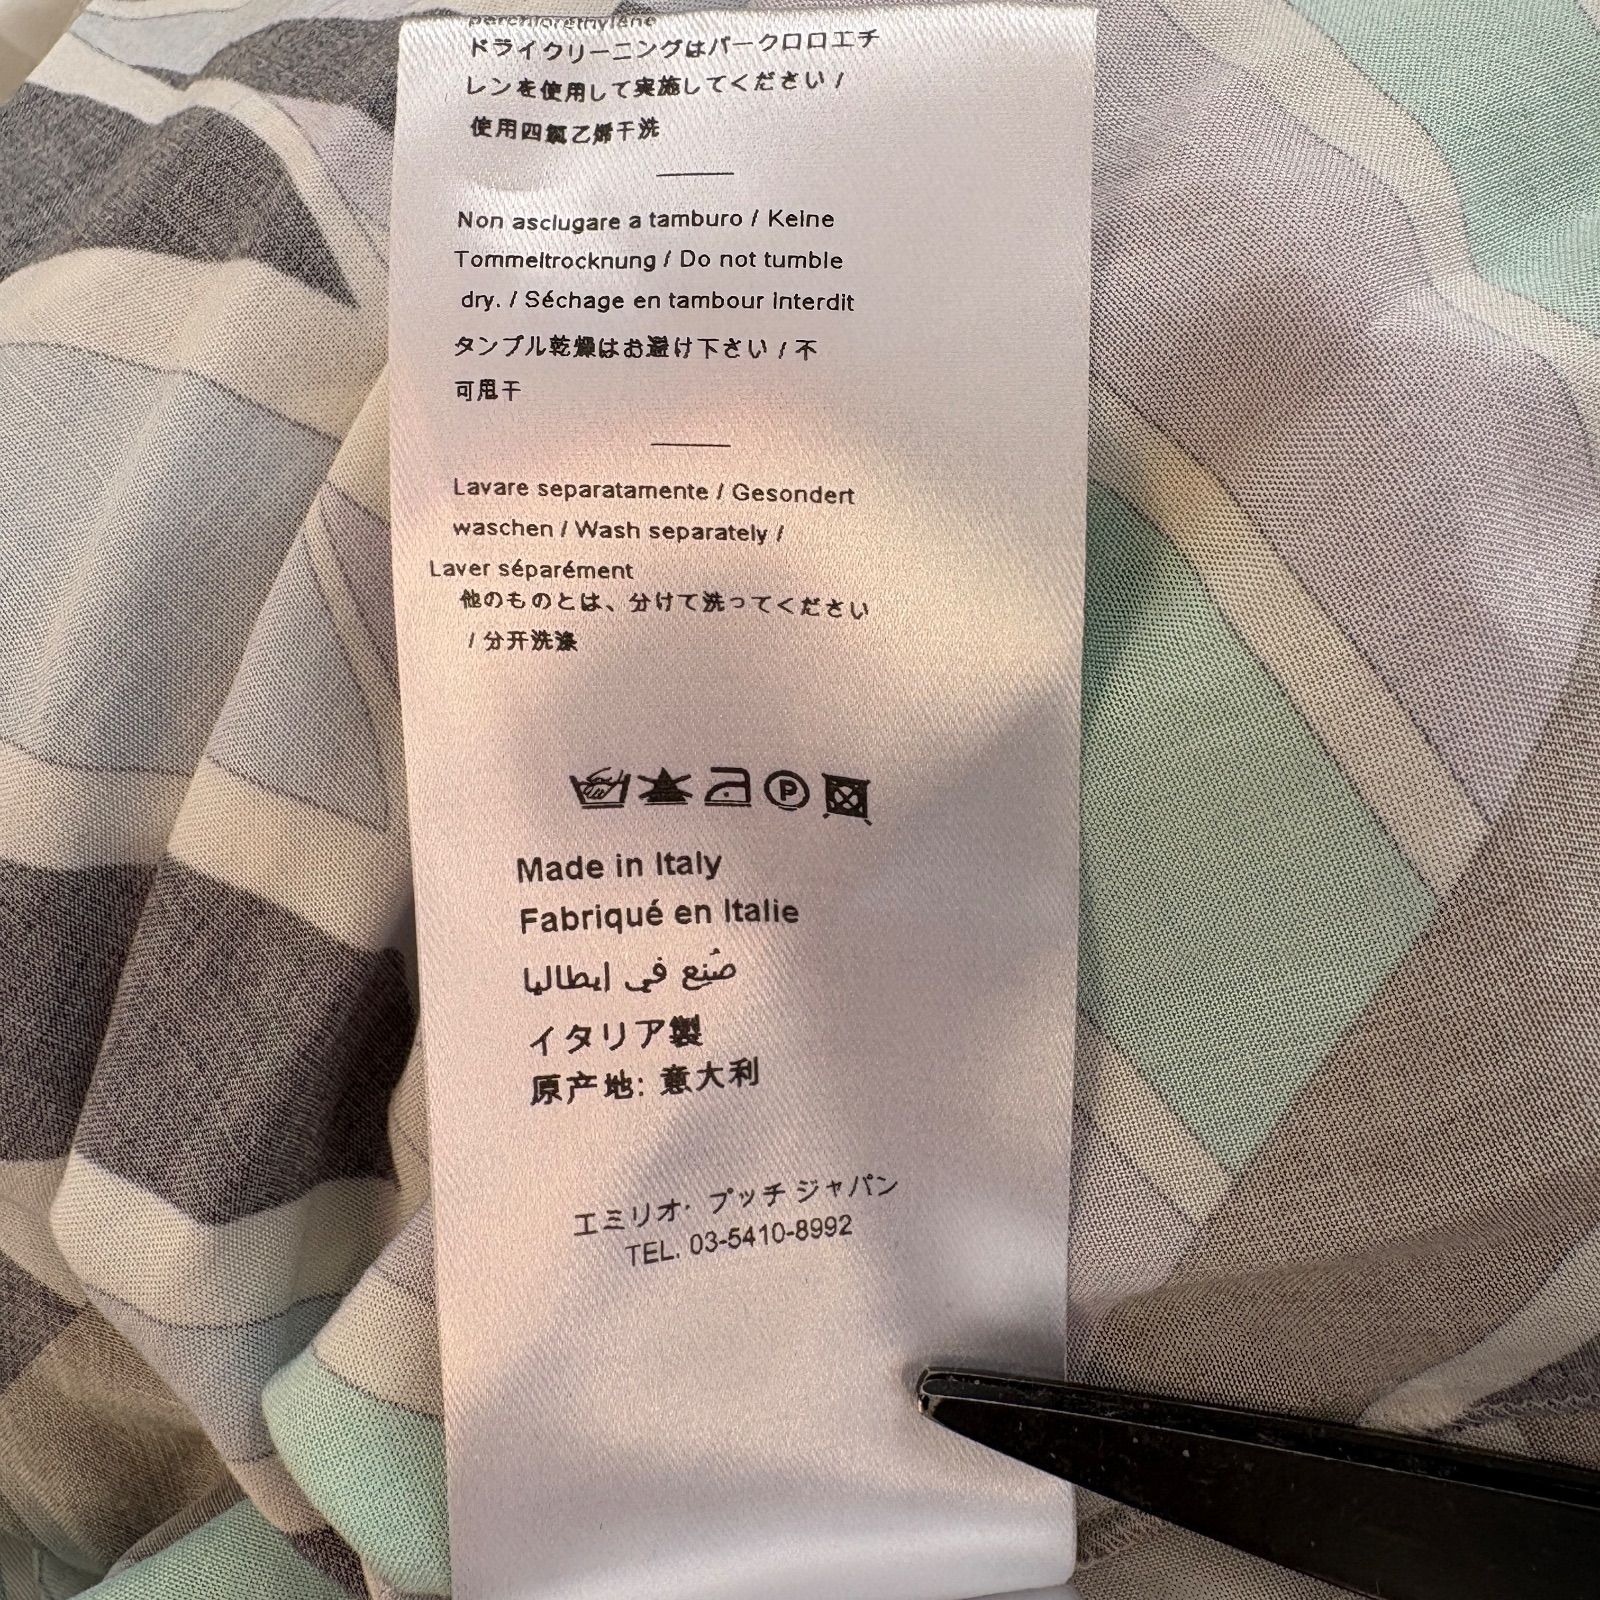 perchlorethylène
ドライクリーニングはパークロロエチ
レンを使用して実施してください /
使用四氯乙烯干洗
Non asciugare a tamburo / Keine
Tommeltrocknung / Do not tumble
dry. / Séchage en tambour interdit
タンブル乾燥はお避け下さい / 不
可甩干
Lavare separatamente / Gesondert
waschen / Wash separately /
Laver séparément
他のものとは、分けて洗ってください
/ 分开洗涤
P
Made in Italy
Fabriqué en Italie
صُنِع في ايطاليا
イタリア製
原产地: 意大利
エミリオ・プッチ ジャパン
TEL. 03-5410-8992